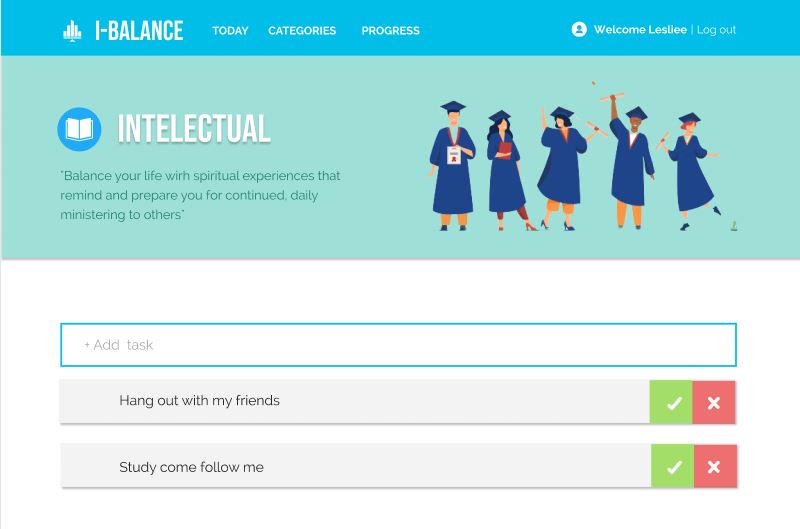 I-BALANCE TODAY CATEGORIES PROGRESS Welcome Lesliee | Log out
INTELECTUAL
"Balance your life wirh spiritual experiences that
remind and prepare you for continued, daily
ministering to others"
+ Add task
Hang out with my friends
Study come follow me